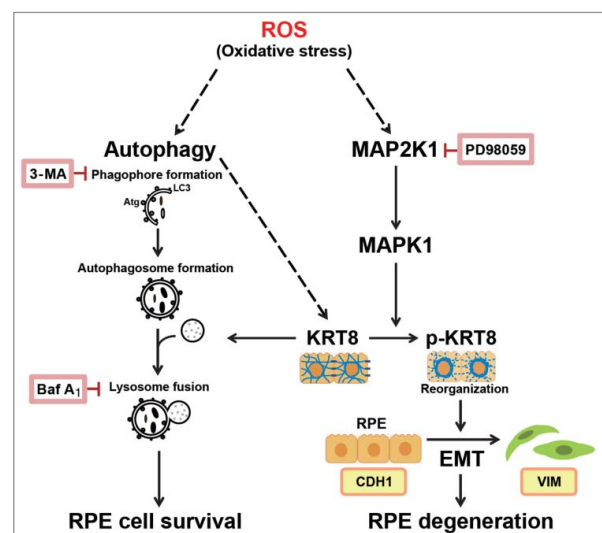 ROS
(Oxidative stress)
Autophagy
MAP2K1
PD98059
3-MA
Phagophore formation
LC3
Atg
MAPK1
Autophagosome formation
KRT8
p-KRT8
Reorganization
Baf A1
Lysosome fusion
RPE
EMT
CDH1
VIM
RPE cell survival
RPE degeneration